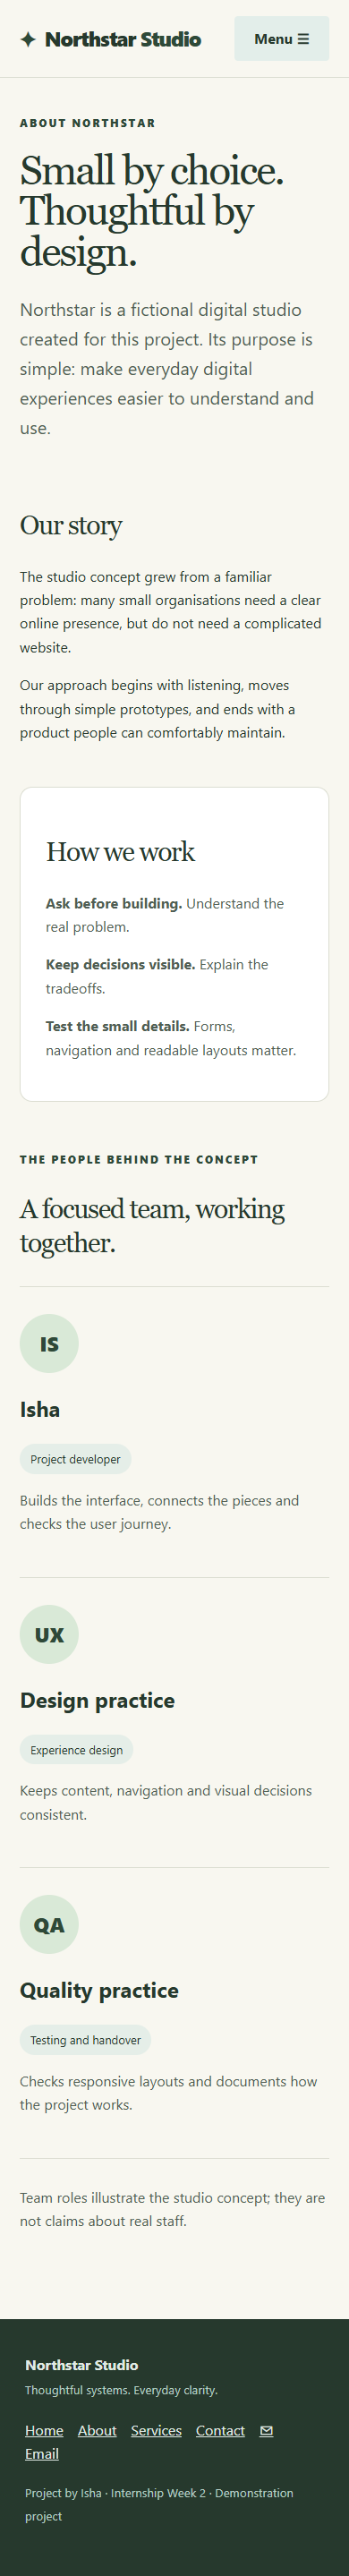 ✦ Northstar Studio
Menu ☰
ABOUT NORTHSTAR
Small by choice.
Thoughtful by
design.
Northstar is a fictional digital studio
created for this project. Its purpose is
simple: make everyday digital
experiences easier to understand and
use.
Our story
The studio concept grew from a familiar
problem: many small organisations need a clear
online presence, but do not need a complicated
website.
Our approach begins with listening, moves
through simple prototypes, and ends with a
product people can comfortably maintain.
How we work
Ask before building. Understand the
real problem.
Keep decisions visible. Explain the
tradeoffs.
Test the small details. Forms,
navigation and readable layouts matter.
THE PEOPLE BEHIND THE CONCEPT
A focused team, working
together.
IS
Isha
Project developer
Builds the interface, connects the pieces and
checks the user journey.
UX
Design practice
Experience design
Keeps content, navigation and visual decisions
consistent.
QA
Quality practice
Testing and handover
Checks responsive layouts and documents how
the project works.
Team roles illustrate the studio concept; they are
not claims about real staff.
Northstar Studio
Thoughtful systems. Everyday clarity.
Home About Services Contact ✉
Email
Project by Isha · Internship Week 2 · Demonstration
project